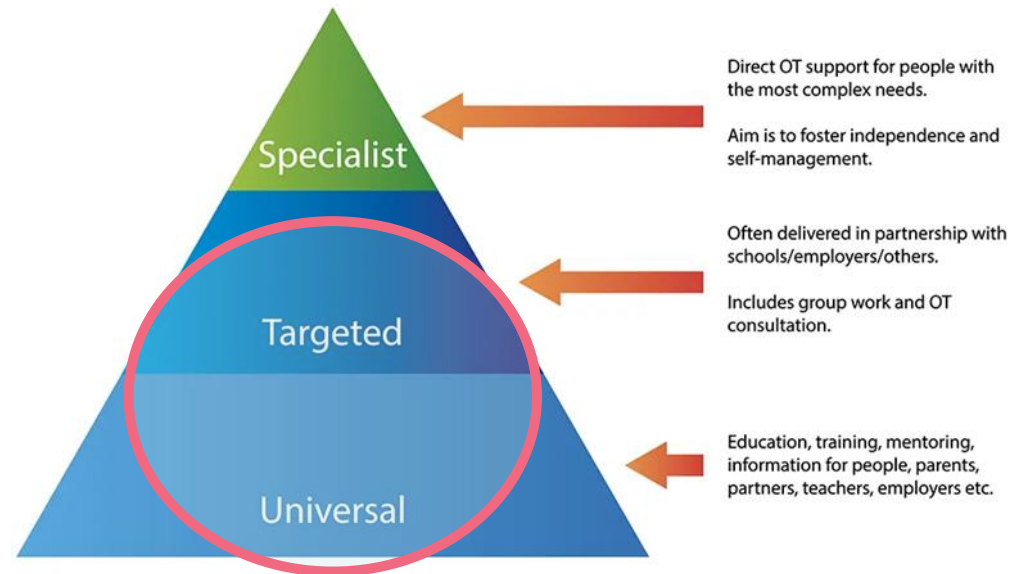 Specialist
Direct OT support for people with
the most complex needs.
Aim is to foster independence and
self-management.
Targeted
Often delivered in partnership with
schools/employers/others.
Includes group work and OT
consultation.
Universal
Education, training, mentoring,
information for people, parents,
partners, teachers, employers etc.